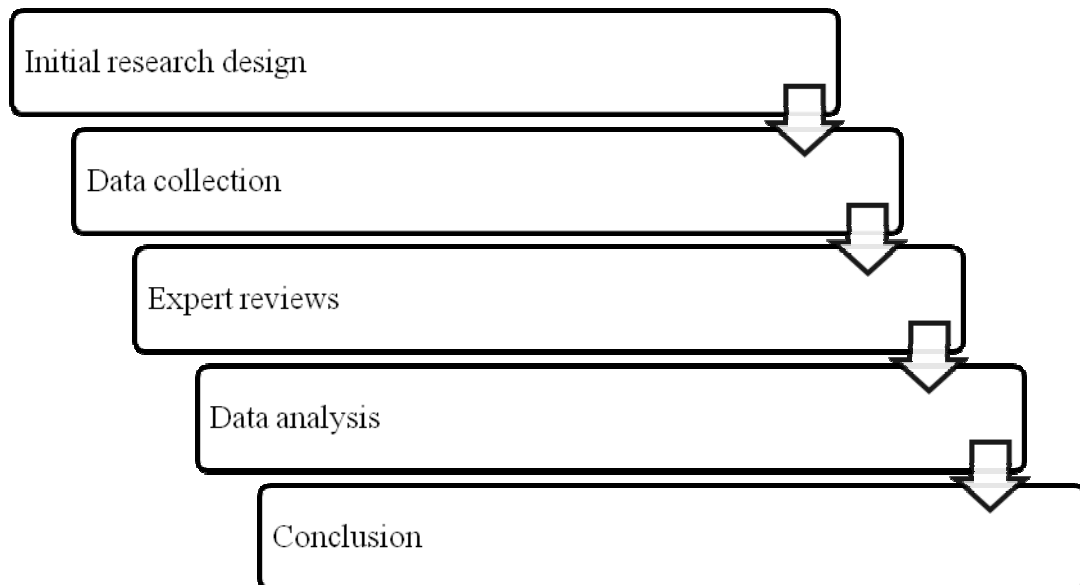 Initial research design
Data collection
Expert reviews
Data analysis
Conclusion